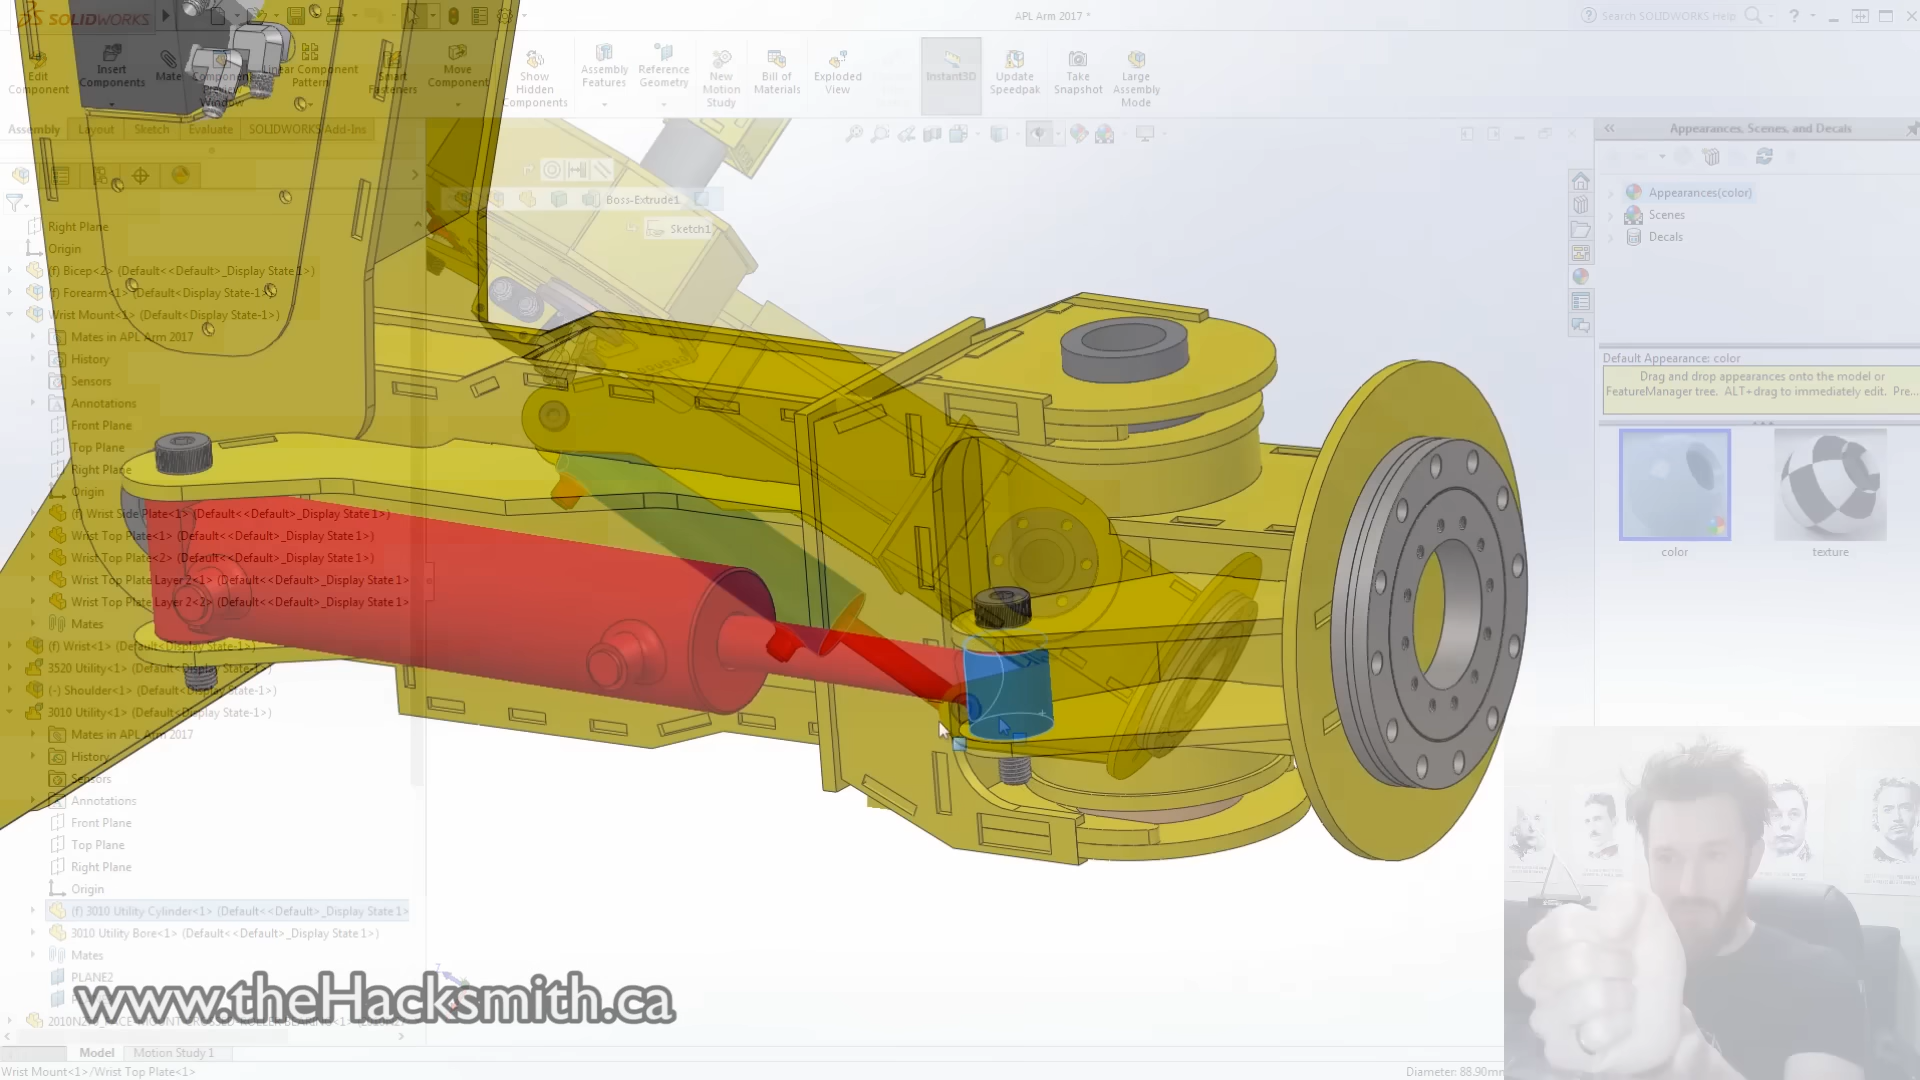 SOLIDWORKS
APL Arm 2017 *
Search SOLIDWORKS Help
Edit Component
Insert Components
Mate
Component Preview Window
Linear Component Pattern
Smart Fasteners
Move Component
Show Hidden Components
Assembly Features
Reference Geometry
New Motion Study
Bill of Materials
Exploded View
Instant3D
Update Speedpak
Take Snapshot
Large Assembly Mode
Assembly
Layout
Sketch
Evaluate
SOLIDWORKS Add-Ins
Appearances, Scenes, and Decals
Boss-Extrude1
Sketch1
Appearances(color)
Scenes
Decals
Right Plane
Origin
(f) Bicep<2> (Default<<Default>_Display State 1>)
(f) Forearm<1> (Default<Display State-1>)
Wrist Mount<1> (Default<Display State-1>)
Mates in APL Arm 2017
History
Sensors
Annotations
Front Plane
Top Plane
Right Plane
Origin
(f) Wrist Side Plate<1> (Default<<Default>_Display State 1>)
Wrist Top Plate<1> (Default<<Default>_Display State 1>)
Wrist Top Plate<2> (Default<<Default>_Display State 1>)
Wrist Top Plate Layer 2<1> (Default<<Default>_Display State 1>
Wrist Top Plate Layer 2<2> (Default<<Default>_Display State 1>
Mates
(f) Wrist<1> (Default<Display State-1>)
3520 Utility<1> (Default<Display State-1>)
(-) Shoulder<1> (Default<Display State-1>)
3010 Utility<1> (Default<Display State-1>)
Mates in APL Arm 2017
History
Sensors
Annotations
Front Plane
Top Plane
Right Plane
Origin
(f) 3010 Utility Cylinder<1> (Default<<Default>_Display State 1>
3010 Utility Bore<1> (Default<<Default>_Display State 1>)
Mates
PLANE2
Default Appearance: color
Drag and drop appearances onto the model or
FeatureManager tree. ALT+drag to immediately edit. Pre...
color
texture
www.theHacksmith.ca
Model
Motion Study 1
Wrist Mount<1>/Wrist Top Plate<1>
Diameter: 88.90mm